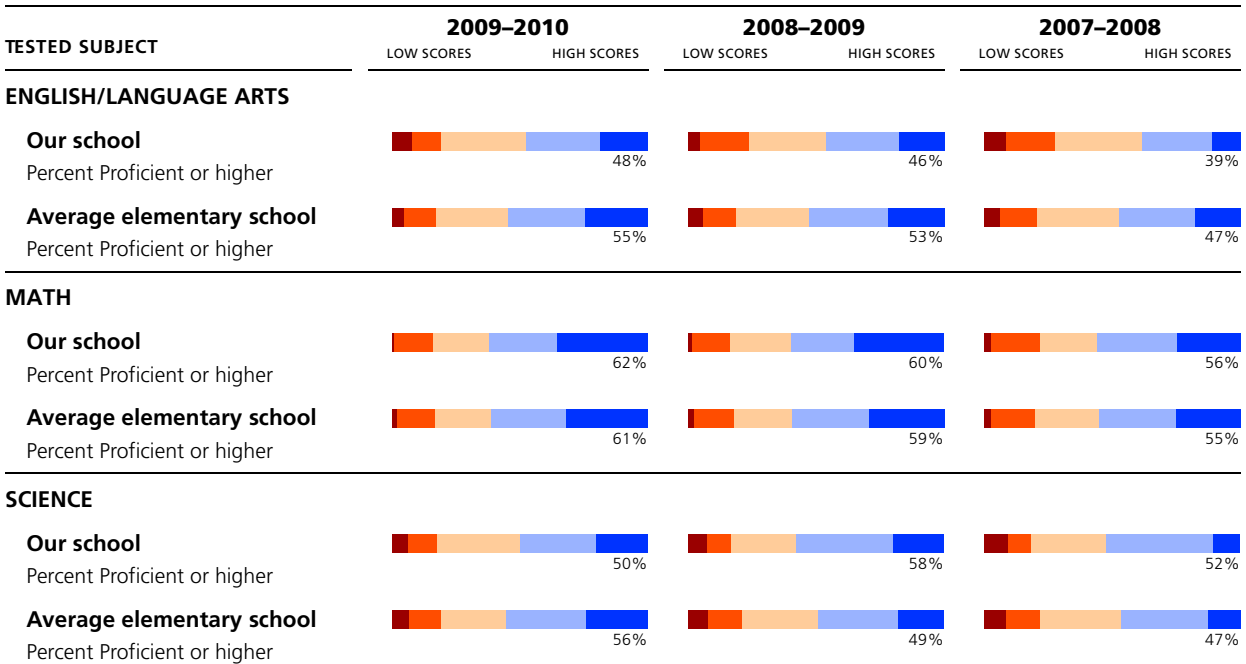 2009–2010 2008–2009 2007–2008
TESTED SUBJECT LOW SCORES HIGH SCORES LOW SCORES HIGH SCORES LOW SCORES HIGH SCORES
ENGLISH/LANGUAGE ARTS
Our school
Percent Proficient or higher 48% 46% 39%
Average elementary school
Percent Proficient or higher 55% 53% 47%
MATH
Our school
Percent Proficient or higher 62% 60% 56%
Average elementary school
Percent Proficient or higher 61% 59% 55%
SCIENCE
Our school
Percent Proficient or higher 50% 58% 52%
Average elementary school
Percent Proficient or higher 56% 49% 47%